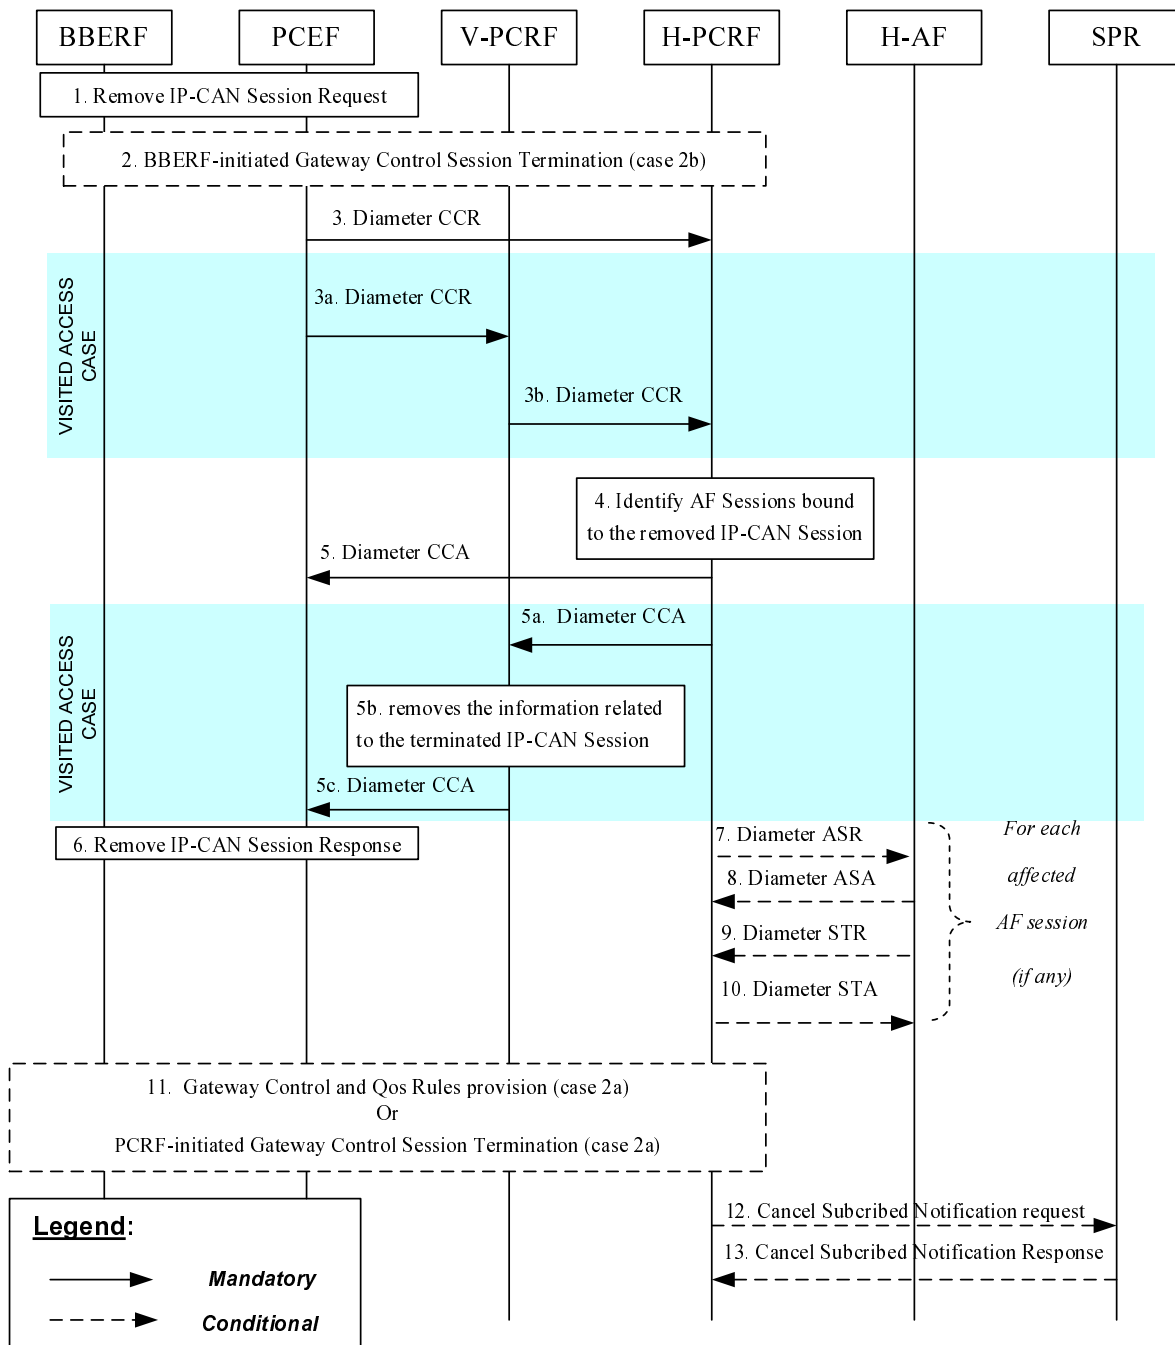 BBERF
PCEF
V-PCRF
H-PCRF
H-AF
SPR
1. Remove IP-CAN Session Request
2. BBERF-initiated Gateway Control Session Termination (case 2b)
3. Diameter CCR
VISITED ACCESS
CASE
3a. Diameter CCR
3b. Diameter CCR
4. Identify AF Sessions bound
to the removed IP-CAN Session
5. Diameter CCA
VISITED ACCESS
CASE
5a. Diameter CCA
5b. removes the information related
to the terminated IP-CAN Session
5c. Diameter CCA
6. Remove IP-CAN Session Response
7. Diameter ASR
8. Diameter ASA
9. Diameter STR
10. Diameter STA
For each
affected
AF session
(if any)
11. Gateway Control and Qos Rules provision (case 2a)
Or
PCRF-initiated Gateway Control Session Termination (case 2a)
12. Cancel Subcribed Notification request
13. Cancel Subcribed Notification Response
Legend:
Mandatory
Conditional